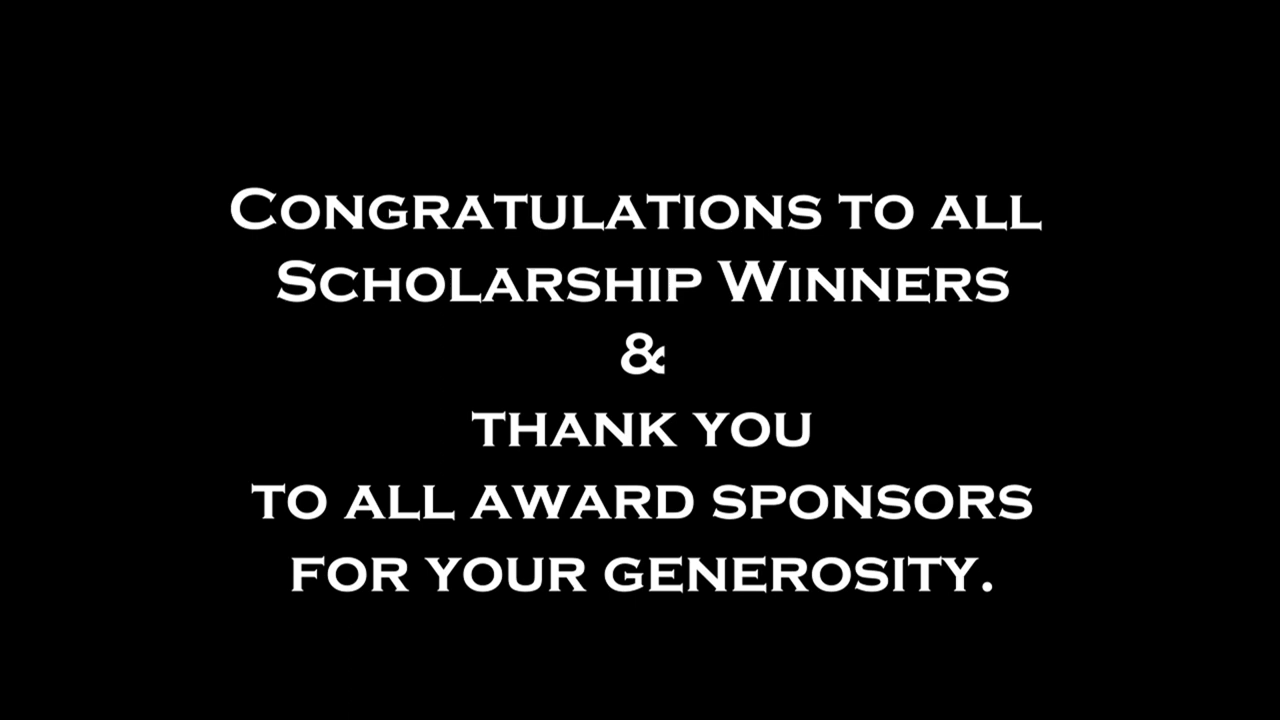 Congratulations to all
Scholarship Winners
&
thank you
to all award sponsors
for your generosity.